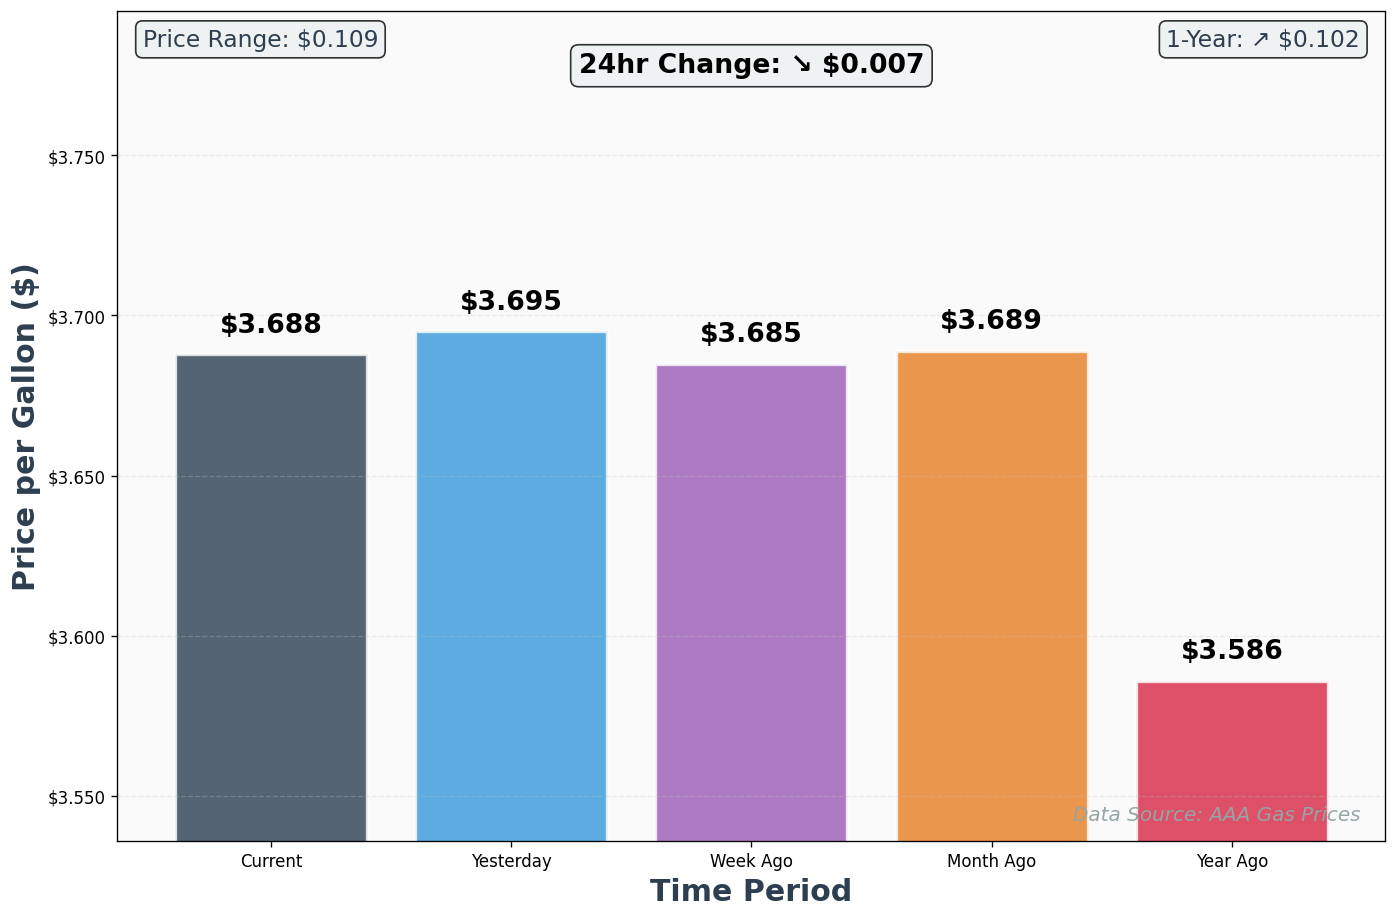 Price Range: $0.109
24hr Change: ↘ $0.007
1-Year: ↗ $0.102
Price per Gallon ($)
$3.750
$3.700
$3.650
$3.600
$3.550
$3.688
$3.695
$3.685
$3.689
$3.586
Data Source: AAA Gas Prices
Current
Yesterday
Week Ago
Month Ago
Year Ago
Time Period